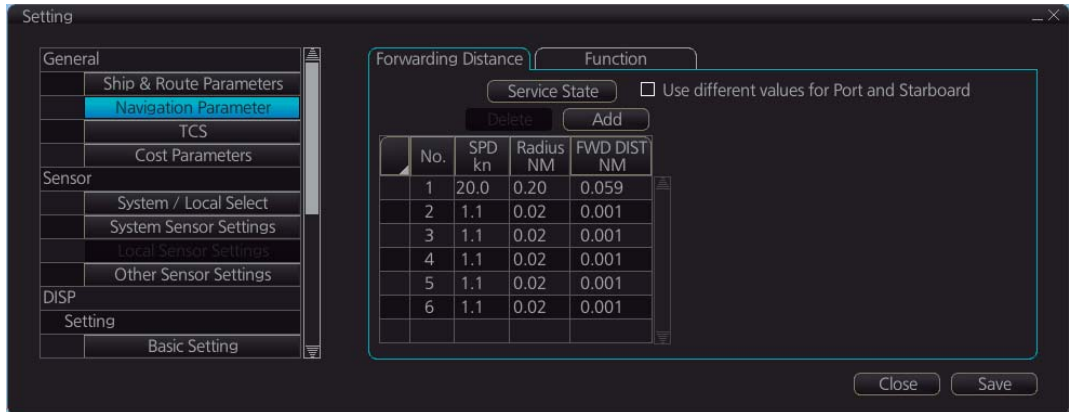 Setting
General
Ship & Route Parameters
Navigation Parameter
TCS
Cost Parameters
Sensor
System / Local Select
System Sensor Settings
Local Sensor Settings
Other Sensor Settings
DISP
Setting
Basic Setting
Forwarding Distance Function
Service State Use different values for Port and Starboard
Delete Add
No. SPD kn Radius NM FWD DIST NM
1 20.0 0.20 0.059
2 1.1 0.02 0.001
3 1.1 0.02 0.001
4 1.1 0.02 0.001
5 1.1 0.02 0.001
6 1.1 0.02 0.001
Close Save